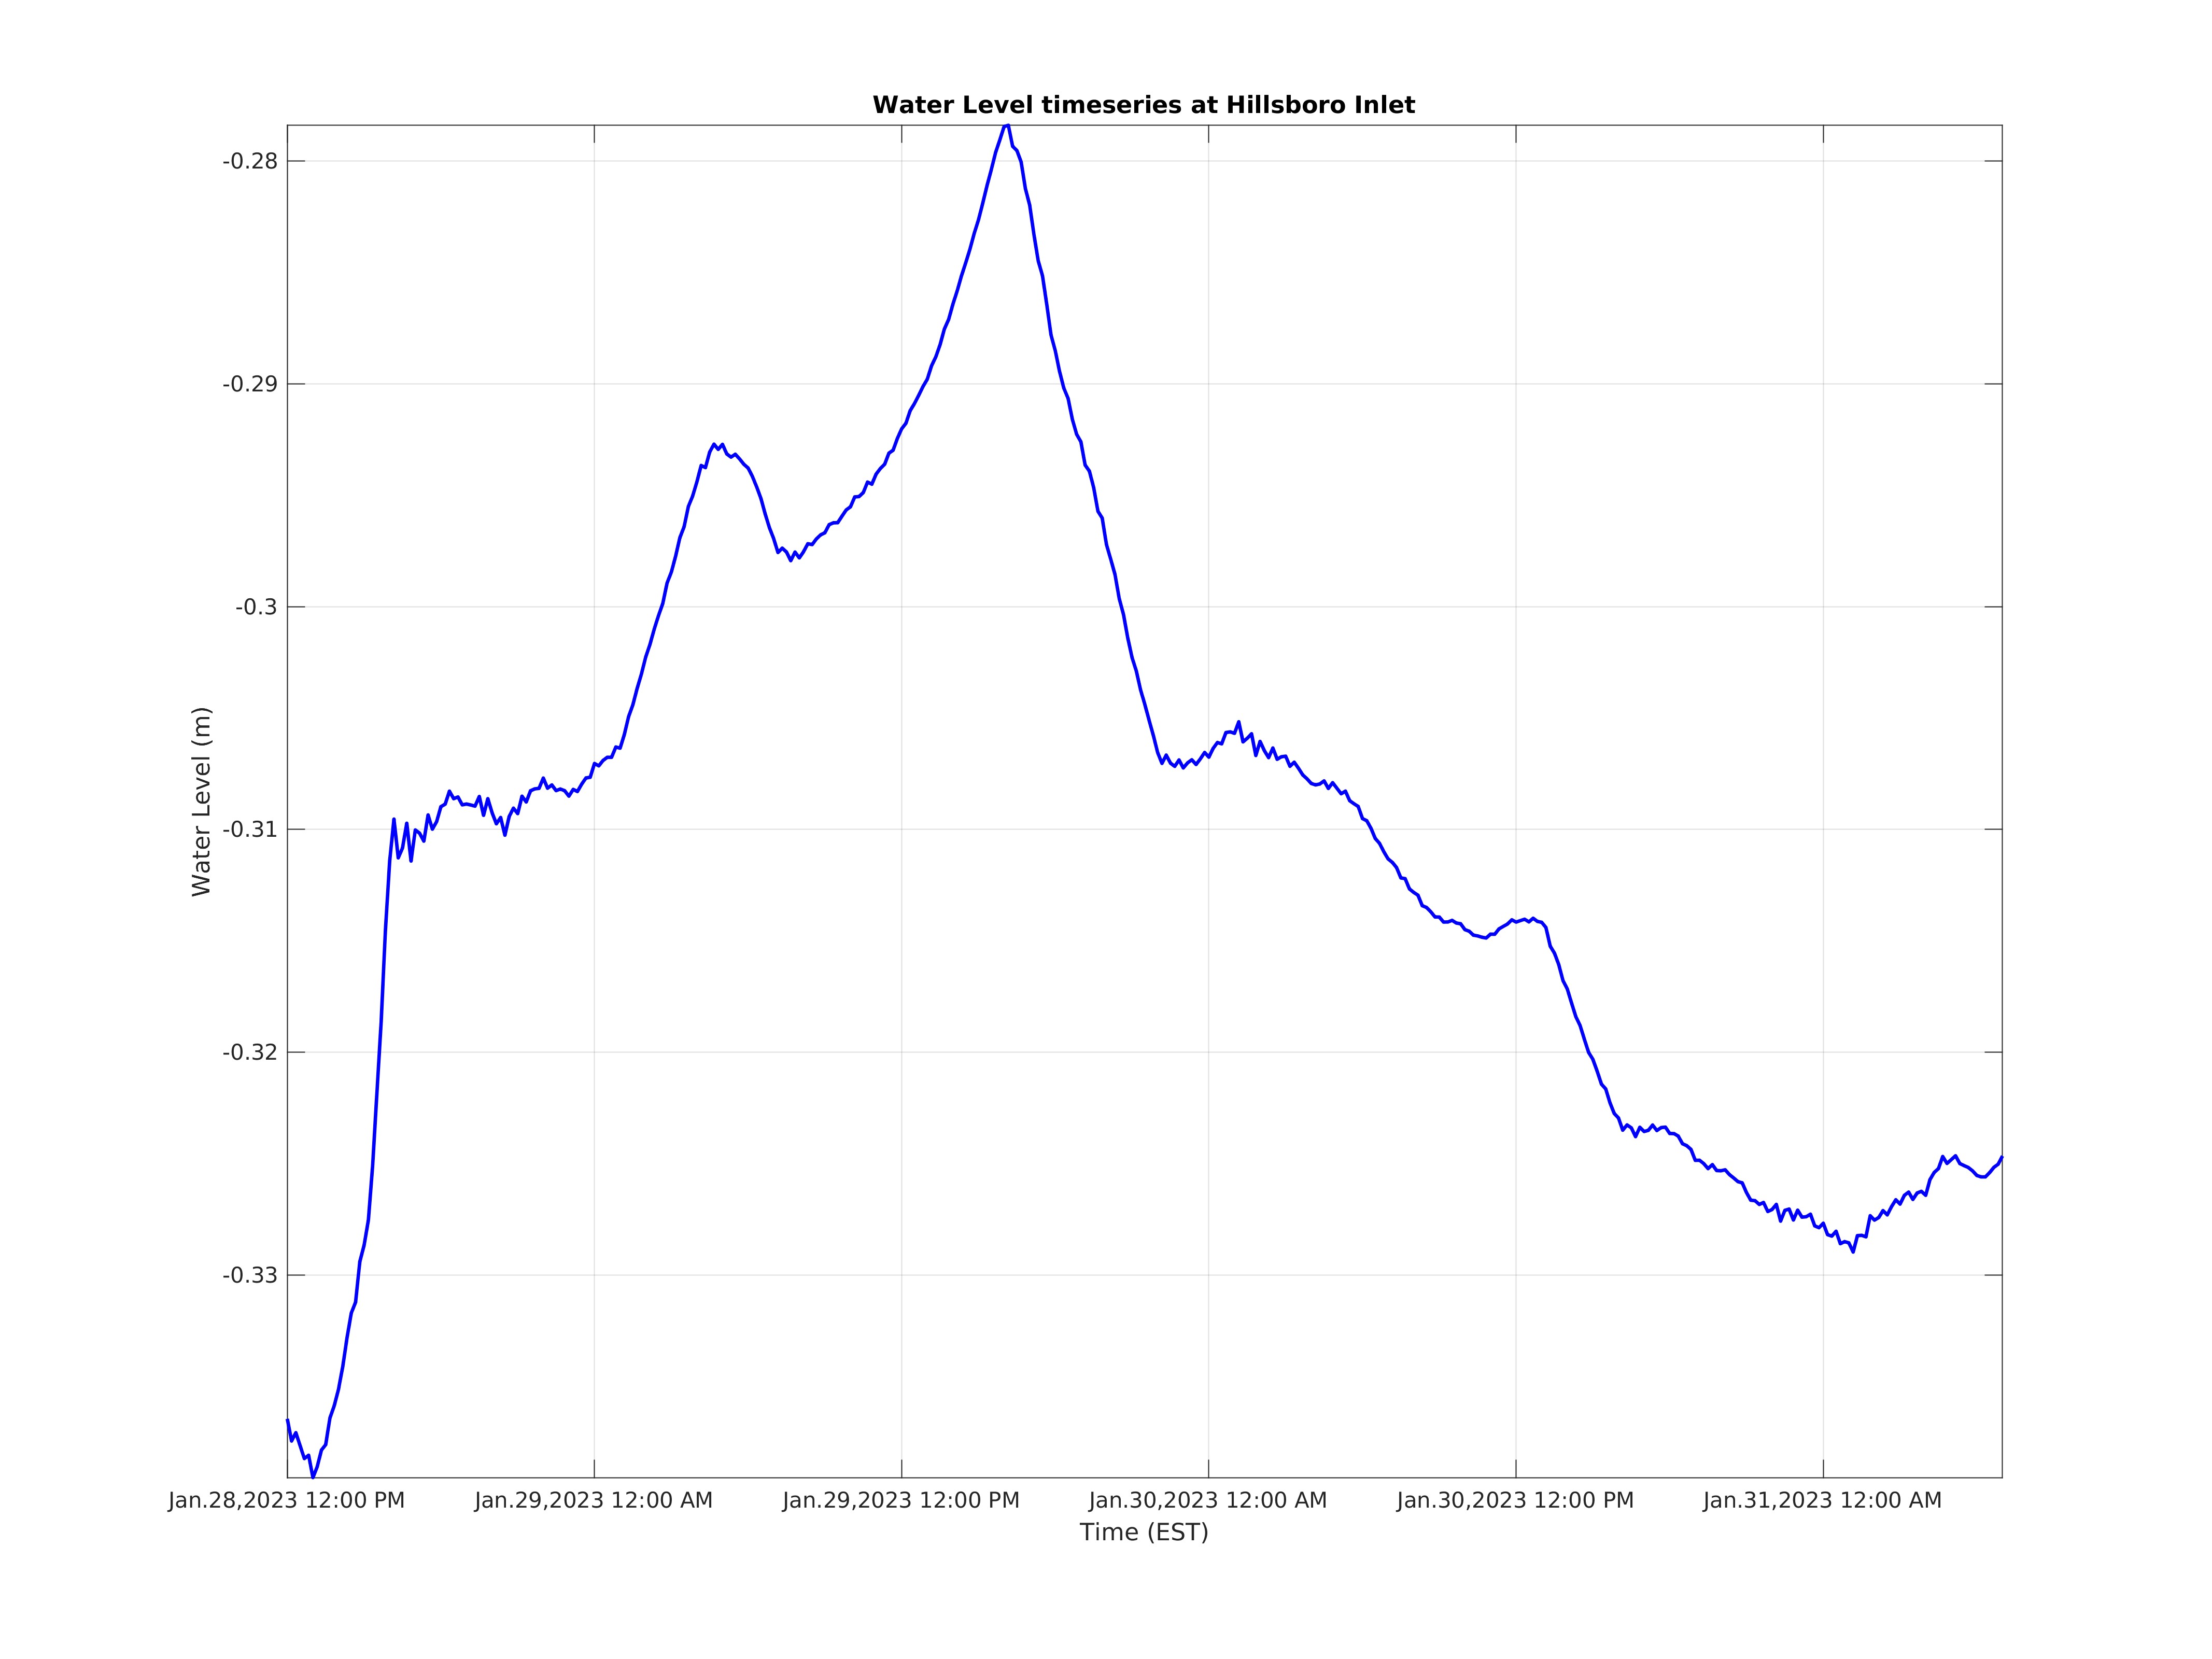 Water Level timeseries at Hillsboro Inlet
-0.28
-0.29
-0.3
-0.31
-0.32
-0.33
Water Level (m)
Jan.28,2023 12:00 PM
Jan.29,2023 12:00 AM
Jan.29,2023 12:00 PM
Jan.30,2023 12:00 AM
Jan.30,2023 12:00 PM
Jan.31,2023 12:00 AM
Time (EST)